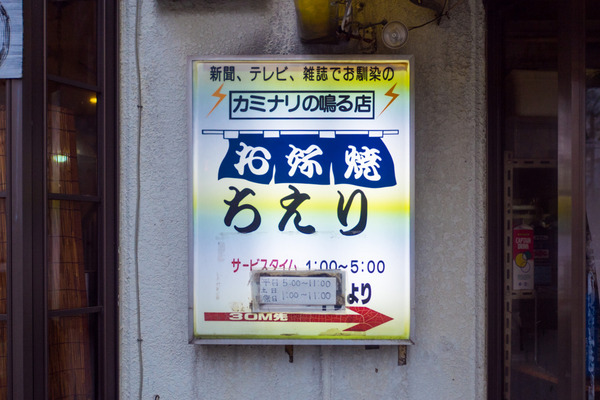 新聞、テレビ、雑誌でお馴染の
カミナリの鳴る店
お好焼
ちえり
サービスタイム 1:00～5:00
平日 5:00～11:00
土日
祝日 1:00～11:00
より
30M先